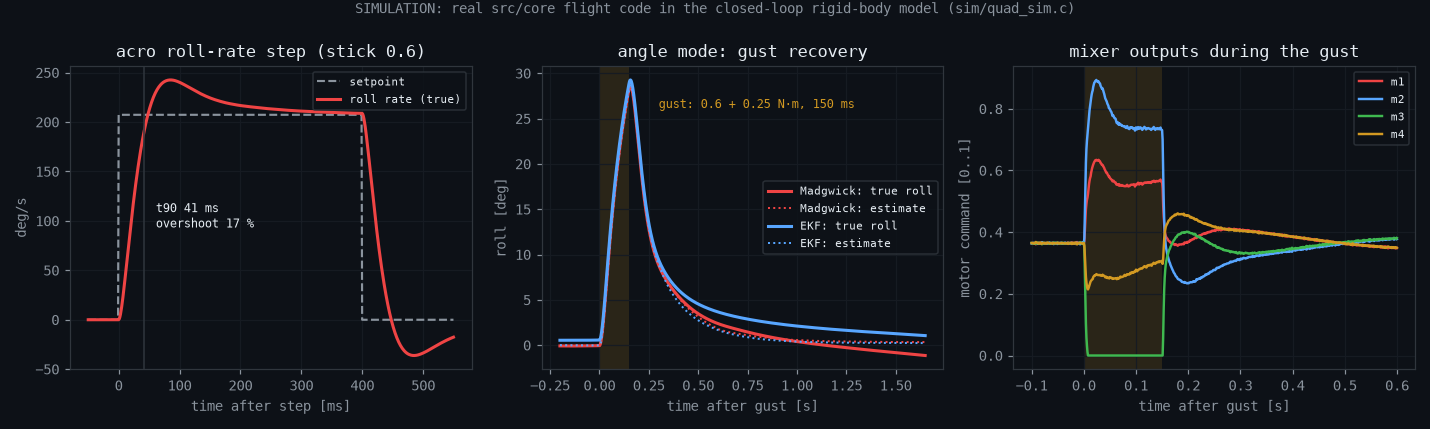 SIMULATION: real src/core flight code in the closed-loop rigid-body model (sim/quad_sim.c)
acro roll-rate step (stick 0.6)
deg/s
250
200
150
100
50
0
−50
setpoint
roll rate (true)
t90 41 ms
overshoot 17 %
0
100
200
300
400
500
time after step [ms]
angle mode: gust recovery
roll [deg]
30
25
20
15
10
5
0
gust: 0.6 + 0.25 N·m, 150 ms
Madgwick: true roll
Madgwick: estimate
EKF: true roll
EKF: estimate
−0.25
0.00
0.25
0.50
0.75
1.00
1.25
1.50
time after gust [s]
mixer outputs during the gust
motor command [0..1]
0.8
0.6
0.4
0.2
0.0
m1
m2
m3
m4
−0.1
0.0
0.1
0.2
0.3
0.4
0.5
0.6
time after gust [s]